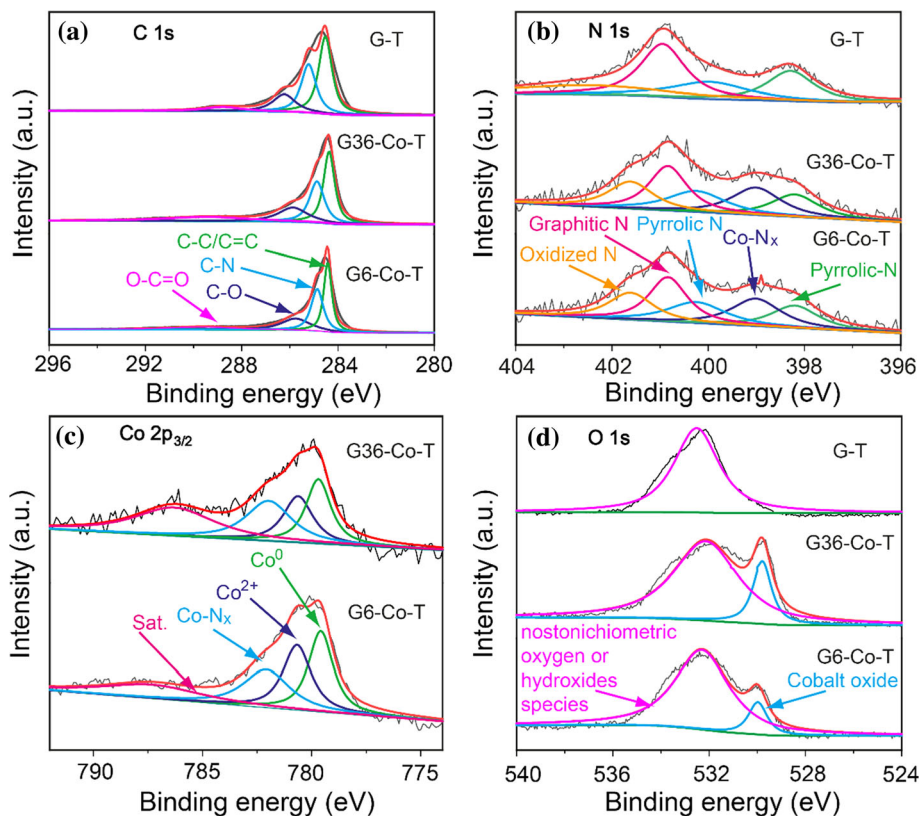 (a) C 1s
G-T
G36-Co-T
C-C/C=C
G6-Co-T
C-N
O-C=O
C-O
Intensity (a.u.)
296 292 288 284 280
Binding energy (eV)
(b) N 1s
G-T
G36-Co-T
Graphitic N
Pyrrolic N
G6-Co-T
Co-Nx
Oxidized N
Pyrrolic-N
Intensity (a.u.)
404 402 400 398 396
Binding energy (eV)
(c) Co 2p3/2
G36-Co-T
Co0
Co2+
G6-Co-T
Co-Nx
Sat.
Intensity (a.u.)
790 785 780 775
Binding energy (eV)
(d) O 1s
G-T
G36-Co-T
nostonichiometric
oxygen or
hydroxides
species
G6-Co-T
Cobalt oxide
Intensity (a.u.)
540 536 532 528 524
Binding energy (eV)